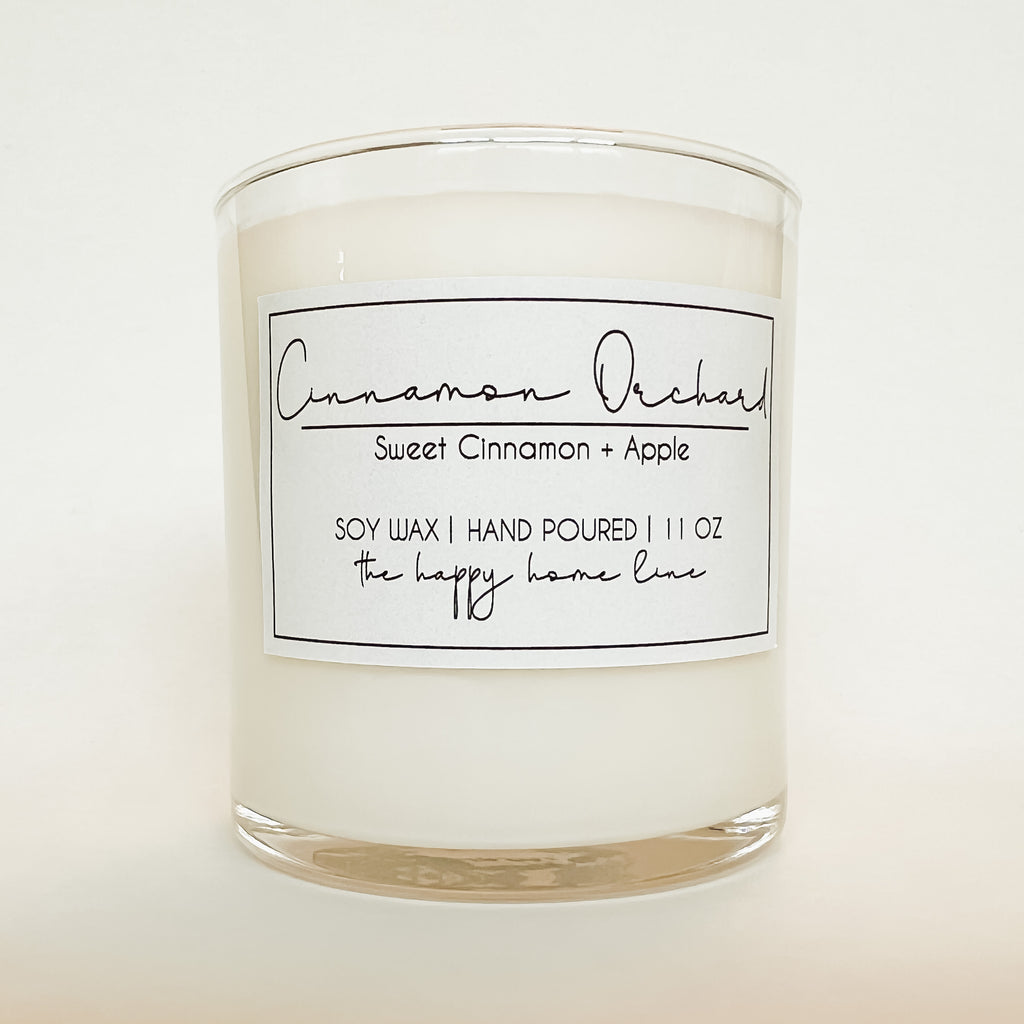 Cinnamon Orchard
Sweet Cinnamon + Apple
SOY WAX | HAND POURED | 11 OZ
the happy home line